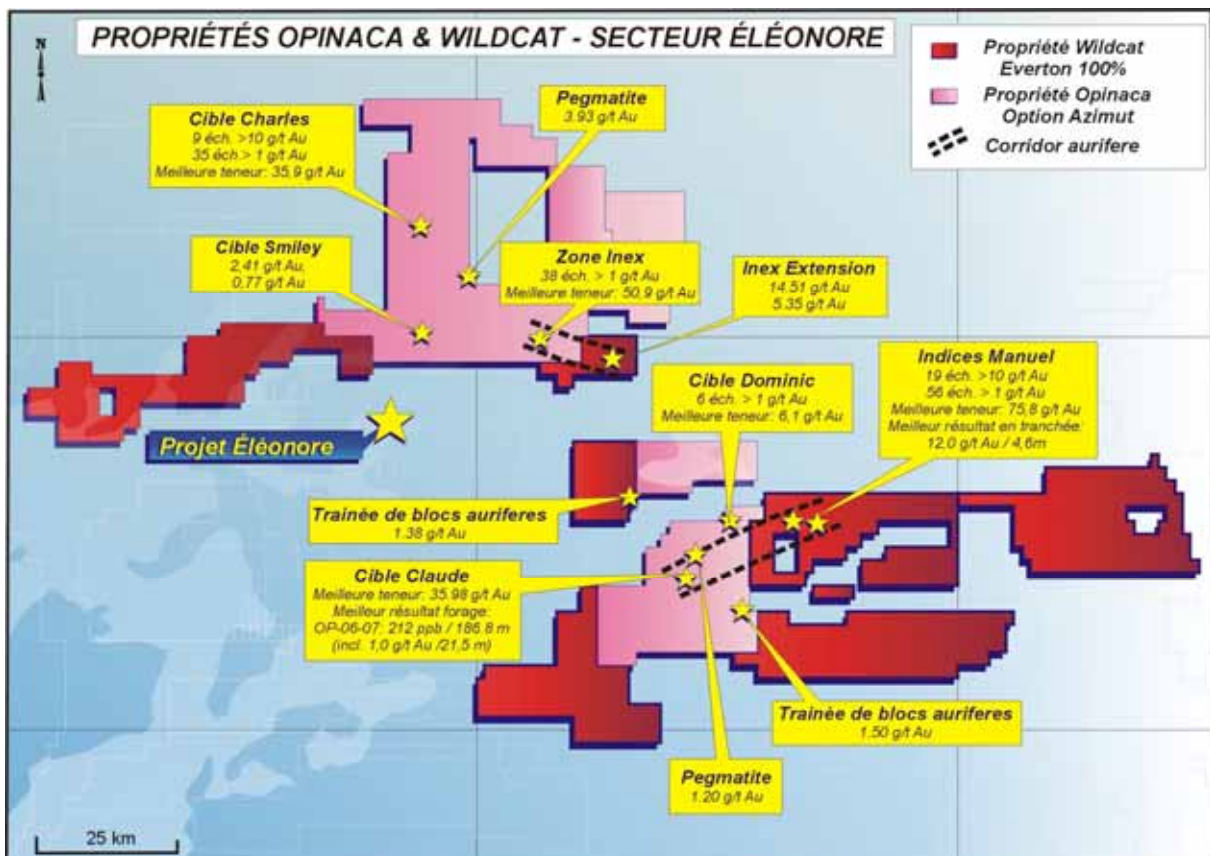 PROPRIÉTÉS OPINACA & WILDCAT - SECTEUR ÉLÉONORE
N
Propriété Wildcat
Everton 100%
Propriété Opinaca
Option Azimut
Corridor aurifere
Cible Charles
9 éch. >10 g/t Au
35 éch.> 1 g/t Au
Meilleure teneur: 35,9 g/t Au
Pegmatite
3.93 g/t Au
Cible Smiley
2,41 g/t Au,
0,77 g/t Au
Zone Inex
38 éch. > 1 g/t Au
Meilleure teneur: 50,9 g/t Au
Inex Extension
14.51 g/t Au
5.35 g/t Au
Projet Éléonore
Cible Dominic
6 éch. > 1 g/t Au
Meilleure teneur: 6,1 g/t Au
Indices Manuel
19 éch. >10 g/t Au
56 éch. > 1 g/t Au
Meilleure teneur: 75,8 g/t Au
Meilleur résultat en tranchée:
12,0 g/t Au / 4,6m
Trainée de blocs auriferes
1.38 g/t Au
Cible Claude
Meilleure teneur: 35.98 g/t Au
Meilleur résultat forage:
OP-06-07; 212 ppb / 186.8 m
(incl. 1,0 g/t Au /21,5 m)
Trainée de blocs auriferes
1.50 g/t Au
Pegmatite
1.20 g/t Au
25 km